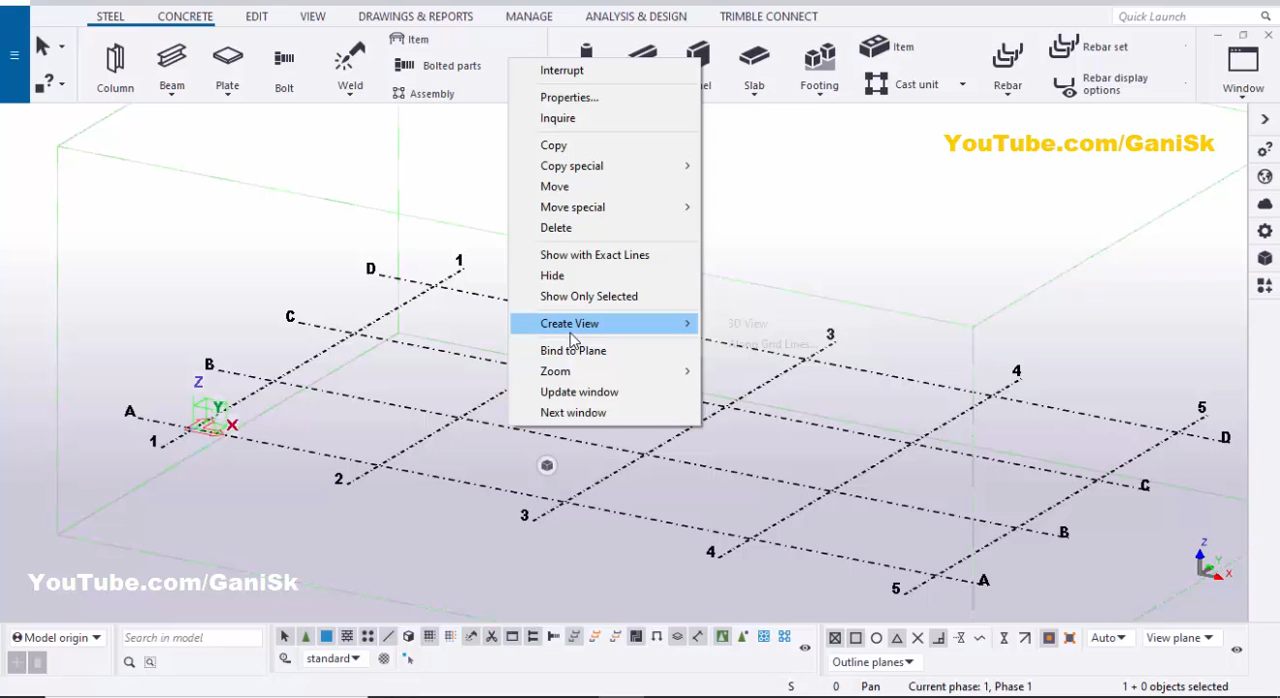 STEEL CONCRETE EDIT VIEW DRAWINGS & REPORTS MANAGE ANALYSIS & DESIGN TRIMBLE CONNECT Quick Launch
Column Beam Plate Bolt Weld
Item
Bolted parts
Assembly
Slab Footing
Item
Cast unit
Rebar
Rebar set
Rebar display
options
Window
Interrupt
Properties...
Inquire
Copy
Copy special
Move
Move special
Delete
Show with Exact Lines
Hide
Show Only Selected
Create View
Bind to Plane
Zoom
Update window
Next window
3D View
Along Grid Lines...
YouTube.com/GaniSk
D 1
C
B
A
1
2
3
4
5
3
4
5
D
C
B
A
Z
Y
X
Z
Y
X
YouTube.com/GaniSk
Model origin Search in model
standard
Auto View plane
Outline planes
S 0 Pan Current phase: 1, Phase 1 1 + 0 objects selected